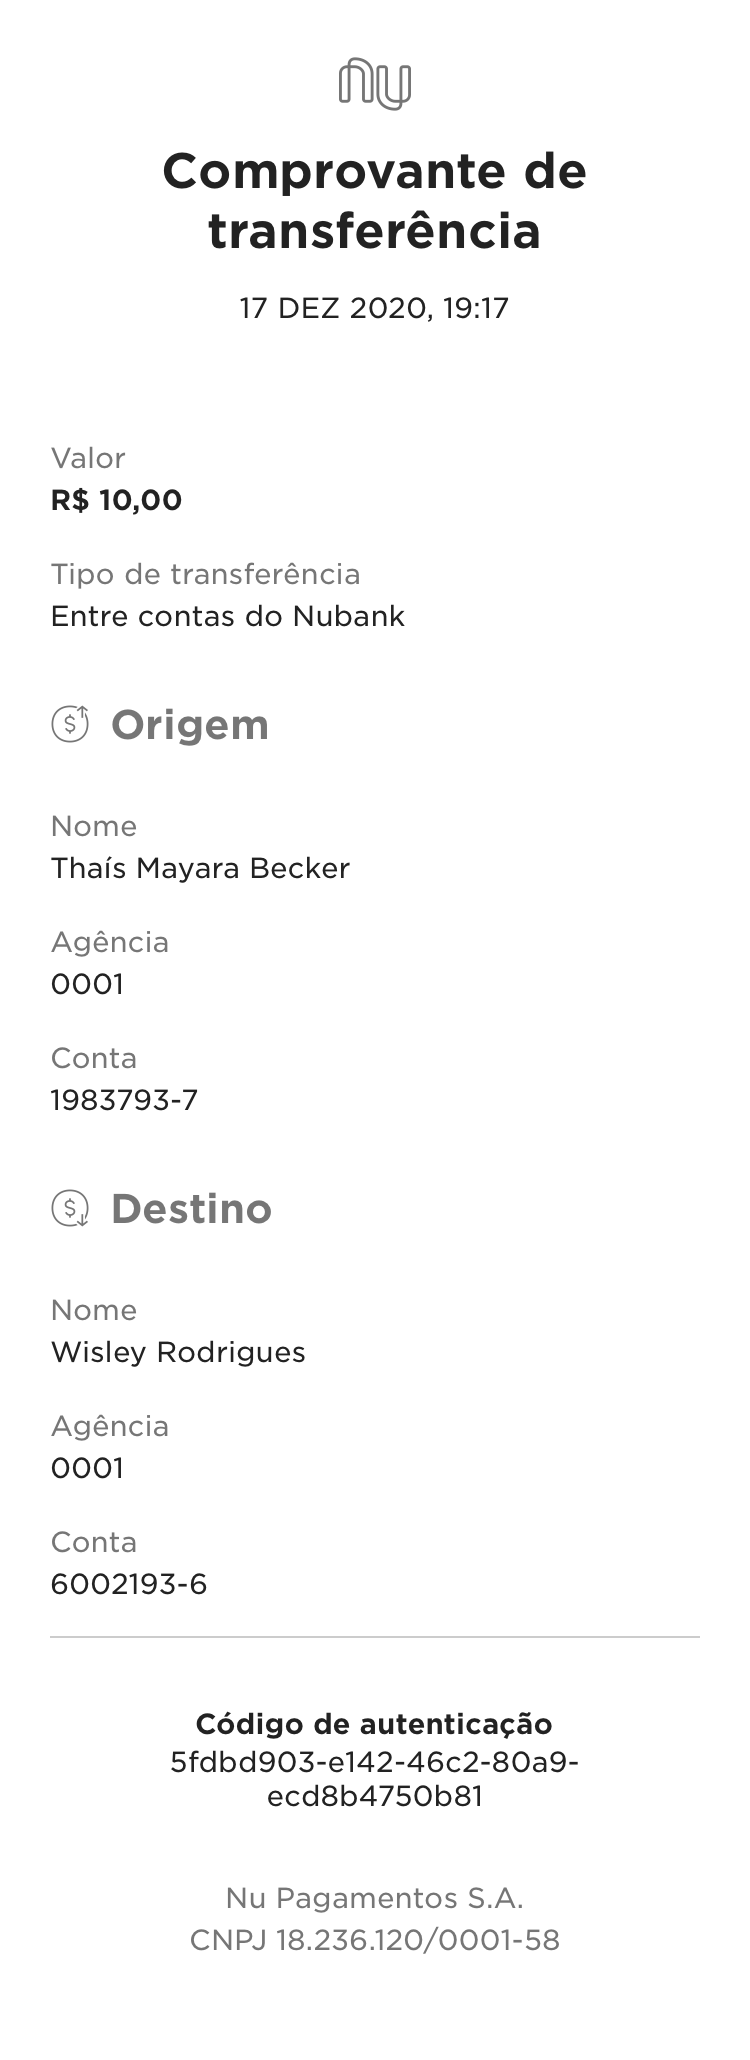 nu
Comprovante de
transferência
17 DEZ 2020, 19:17
Valor
R$ 10,00
Tipo de transferência
Entre contas do Nubank
Origem
Nome
Thaís Mayara Becker
Agência
0001
Conta
1983793-7
Destino
Nome
Wisley Rodrigues
Agência
0001
Conta
6002193-6
Código de autenticação
5fdbd903-e142-46c2-80a9-
ecd8b4750b81
Nu Pagamentos S.A.
CNPJ 18.236.120/0001-58